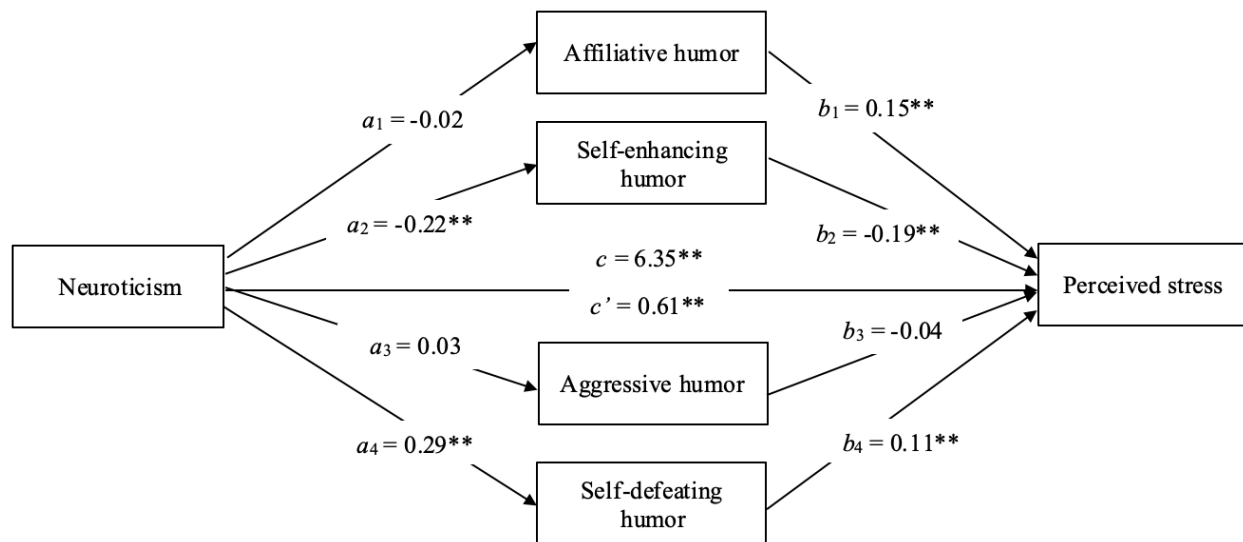 Affiliative humor
a1 = -0.02
b1 = 0.15**
Self-enhancing
humor
a2 = -0.22**
b2 = -0.19**
Neuroticism
c = 6.35**
c’ = 0.61**
Perceived stress
a3 = 0.03
b3 = -0.04
Aggressive humor
a4 = 0.29**
b4 = 0.11**
Self-defeating
humor